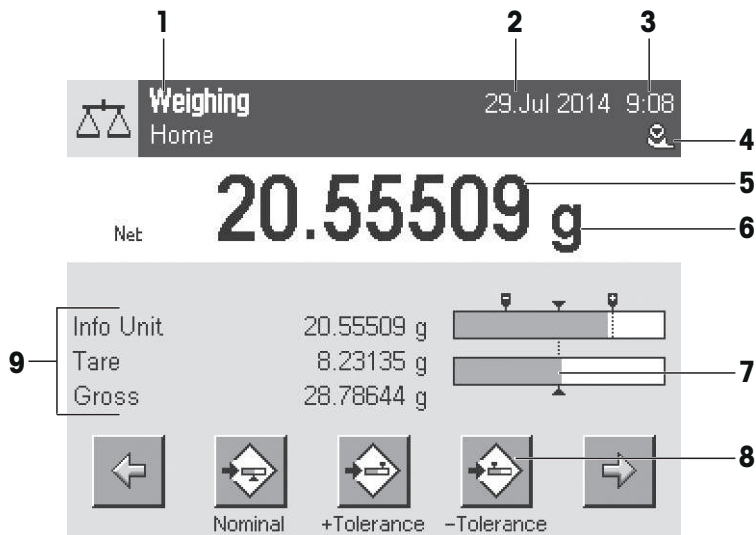 1 2 3
Weighing 29.Jul 2014 9:08
Home
4
Net 20.55509 g
5
6
Info Unit 20.55509 g
Tare 8.23135 g
Gross 28.78644 g
9
7
8
Nominal +Tolerance −Tolerance